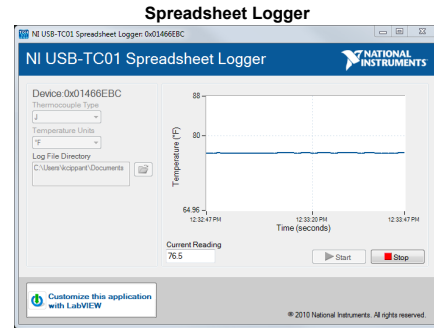 Spreadsheet Logger
NI USB-TC01 Spreadsheet Logger: 0x01466EBC
NI USB-TC01 Spreadsheet Logger
NATIONAL
INSTRUMENTS
Device:0x01466EBC
Thermocouple Type
J
Temperature Units
°F
Log File Directory
C:\Users\kcippant\Documents
Temperature (°F)
88
80
64.96
12:32:47 PM
12:33:20 PM
12:33:47 PM
Time (seconds)
Current Reading
76.5
Start
Stop
Customize this application
with LabVIEW
© 2010 National Instruments. All rights reserved.